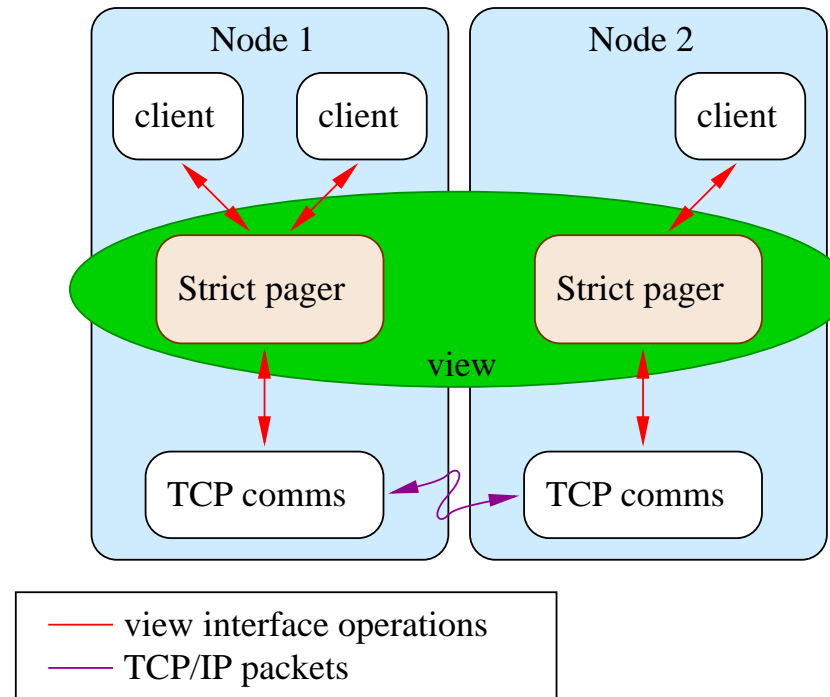 Node 1
Node 2
client
client
client
Strict pager
Strict pager
view
TCP comms
TCP comms
view interface operations
TCP/IP packets